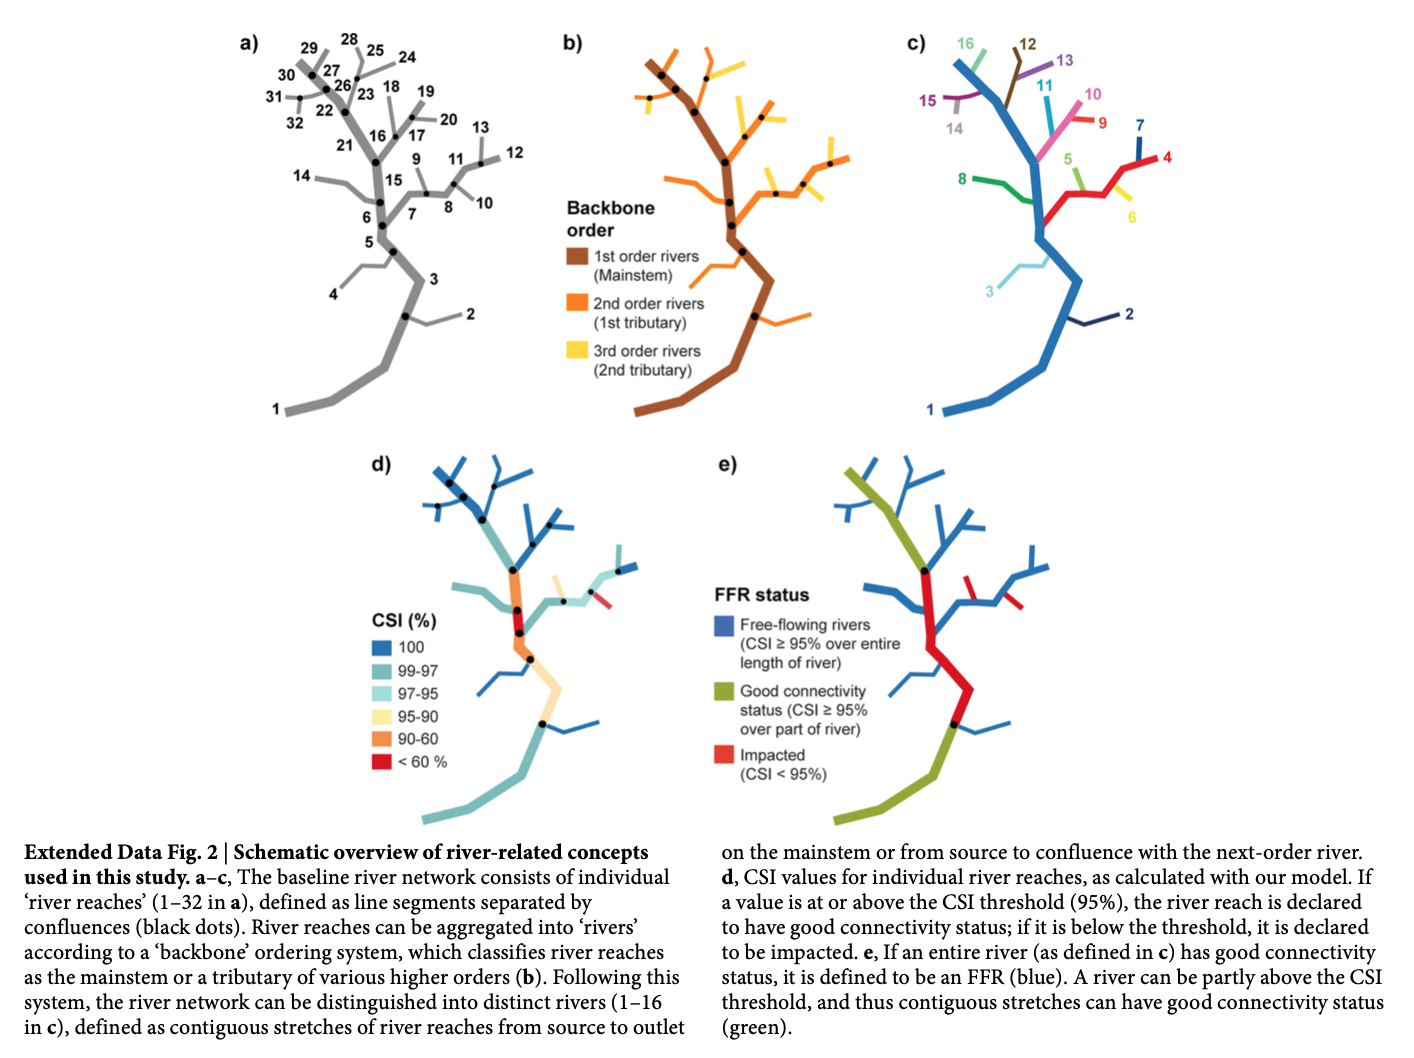 a)
28
29
25
24
30
27
26
23
18
19
31
22
20
32
16
17
21
13
9
11
12
14
15
7
8
10
6
5
3
4
2
1
b)
Backbone
order
1st order rivers
(Mainstem)
2nd order rivers
(1st tributary)
3rd order rivers
(2nd tributary)
c)
16
12
13
11
10
15
14
9
7
5
4
8
6
3
2
1
d)
CSI (%)
100
99-97
97-95
95-90
90-60
< 60 %
e)
FFR status
Free-flowing rivers
(CSI ≥ 95% over entire
length of river)
Good connectivity
status (CSI ≥ 95%
over part of river)
Impacted
(CSI < 95%)
Extended Data Fig. 2 | Schematic overview of river-related concepts
used in this study. a–c, The baseline river network consists of individual
‘river reaches’ (1–32 in a), defined as line segments separated by
confluences (black dots). River reaches can be aggregated into ‘rivers’
according to a ‘backbone’ ordering system, which classifies river reaches
as the mainstem or a tributary of various higher orders (b). Following this
system, the river network can be distinguished into distinct rivers (1–16
in c), defined as contiguous stretches of river reaches from source to outlet
on the mainstem or from source to confluence with the next-order river.
d, CSI values for individual river reaches, as calculated with our model. If
a value is at or above the CSI threshold (95%), the river reach is declared
to have good connectivity status; if it is below the threshold, it is declared
to be impacted. e, If an entire river (as defined in c) has good connectivity
status, it is defined to be an FFR (blue). A river can be partly above the CSI
threshold, and thus contiguous stretches can have good connectivity status
(green).